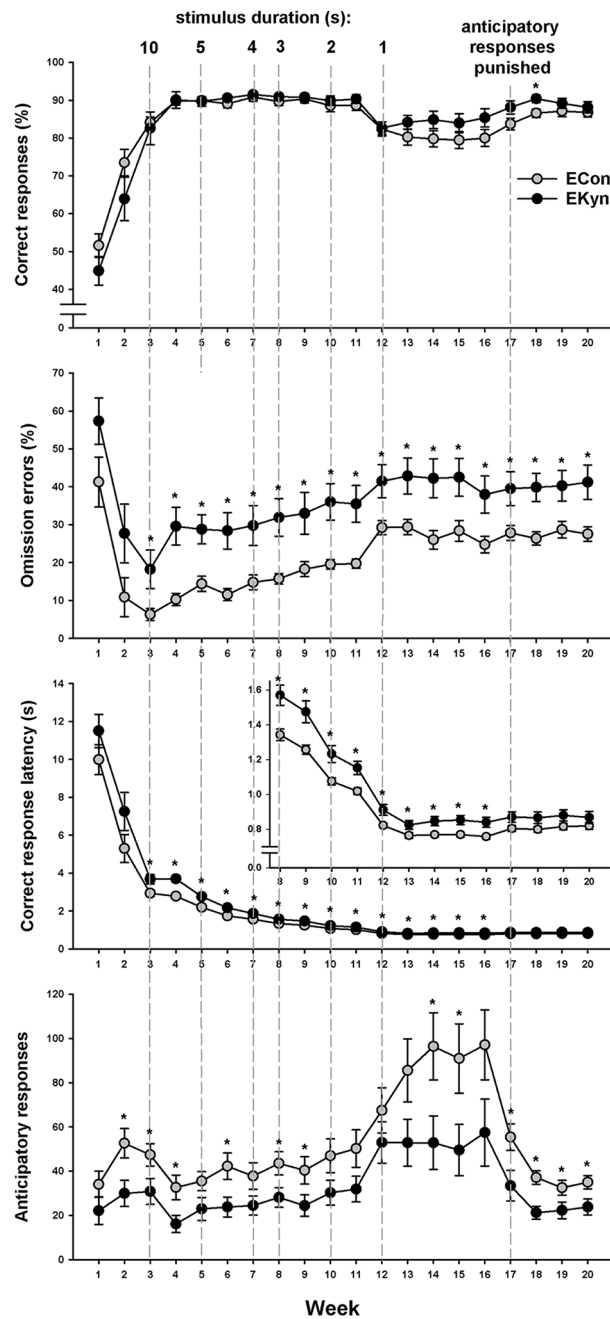 stimulus duration (s):
10 5 4 3 2 1
anticipatory
responses
punished
Correct responses (%)
100
90
80
70
60
50
40
0
*
ECon
EKyn
1 2 3 4 5 6 7 8 9 10 11 12 13 14 15 16 17 18 19 20
Omission errors (%)
70
60
50
40
30
20
10
0
* * * * * * * * * * * * * * * * * *
1 2 3 4 5 6 7 8 9 10 11 12 13 14 15 16 17 18 19 20
Correct response latency (s)
14
12
10
8
6
4
2
0
* * * * * * * * * * * * * *
1.6
1.4
1.2
1.0
0.8
0.0
* * * * * * * * *
8 9 10 11 12 13 14 15 16 17 18 19 20
1 2 3 4 5 6 7 8 9 10 11 12 13 14 15 16 17 18 19 20
Anticipatory responses
120
100
80
60
40
20
0
* * * * * * * * * * * *
1 2 3 4 5 6 7 8 9 10 11 12 13 14 15 16 17 18 19 20
Week